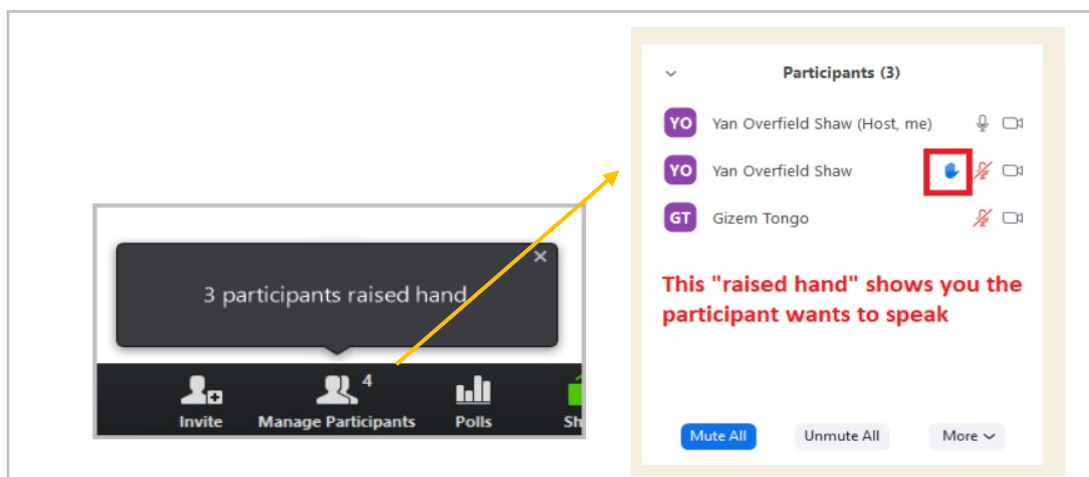 3 participants raised hand
4
Invite
Manage Participants
Polls
Sh
Participants (3)
YO Yan Overfield Shaw (Host, me)
YO Yan Overfield Shaw
GT Gizem Tongo
This "raised hand" shows you the
participant wants to speak
Mute All Unmute All More